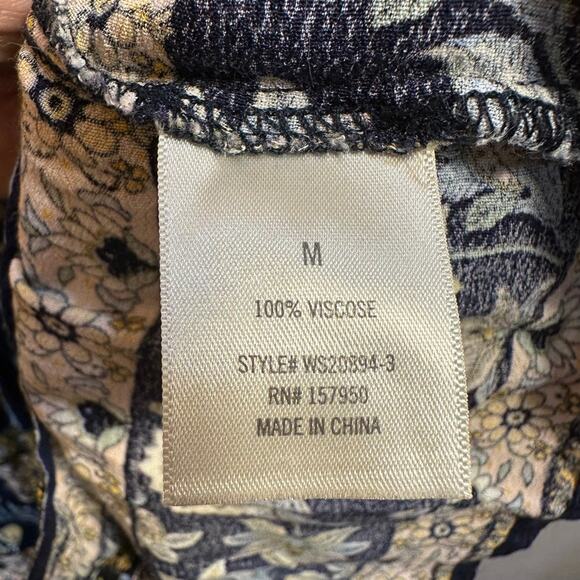 M
100% VISCOSE
STYLE# WS20894-3
RN# 157950
MADE IN CHINA